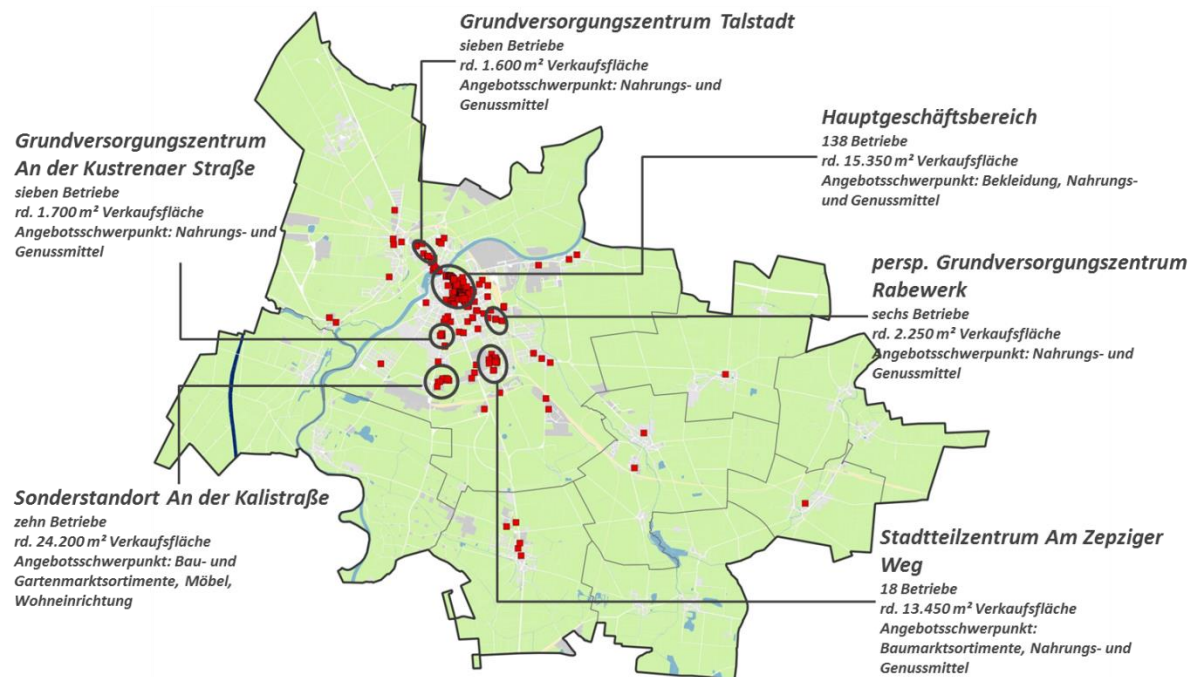 Grundversorgungszentrum Talstadt
sieben Betriebe
rd. 1.600 m² Verkaufsfläche
Angebotsschwerpunkt: Nahrungs- und
Genussmittel
Hauptgeschäftsbereich
138 Betriebe
rd. 15.350 m² Verkaufsfläche
Angebotsschwerpunkt: Bekleidung, Nahrungs-
und Genussmittel
Grundversorgungszentrum
An der Kustrenaer Straße
sieben Betriebe
rd. 1.700 m² Verkaufsfläche
Angebotsschwerpunkt: Nahrungs- und
Genussmittel
persp. Grundversorgungszentrum
Rabewerk
sechs Betriebe
rd. 2.250 m² Verkaufsfläche
Angebotsschwerpunkt: Nahrungs- und
Genussmittel
Sonderstandort An der Kalistraße
zehn Betriebe
rd. 24.200 m² Verkaufsfläche
Angebotsschwerpunkt: Bau- und
Gartenmarktsortimente, Möbel,
Wohneinrichtung
Stadtteilzentrum Am Zepziger
Weg
18 Betriebe
rd. 13.450 m² Verkaufsfläche
Angebotsschwerpunkt:
Baumarktsortimente, Nahrungs- und
Genussmittel